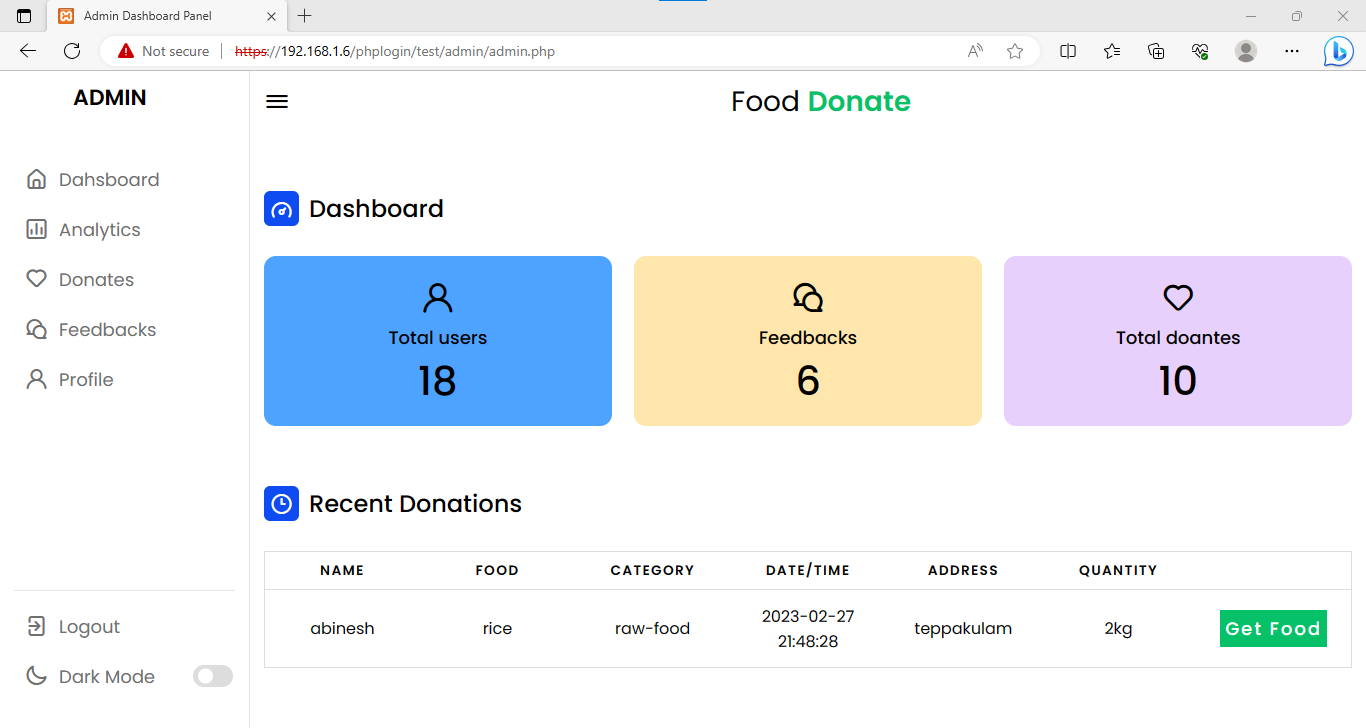 Admin Dashboard Panel
Not secure
https://192.168.1.6/phplogin/test/admin/admin.php
ADMIN
Dahsboard
Analytics
Donates
Feedbacks
Profile
Logout
Dark Mode
Food Donate
Dashboard
Total users
18
Feedbacks
6
Total doantes
10
Recent Donations
NAME FOOD CATEGORY DATE/TIME ADDRESS QUANTITY
abinesh rice raw-food 2023-02-27 21:48:28 teppakulam 2kg Get Food